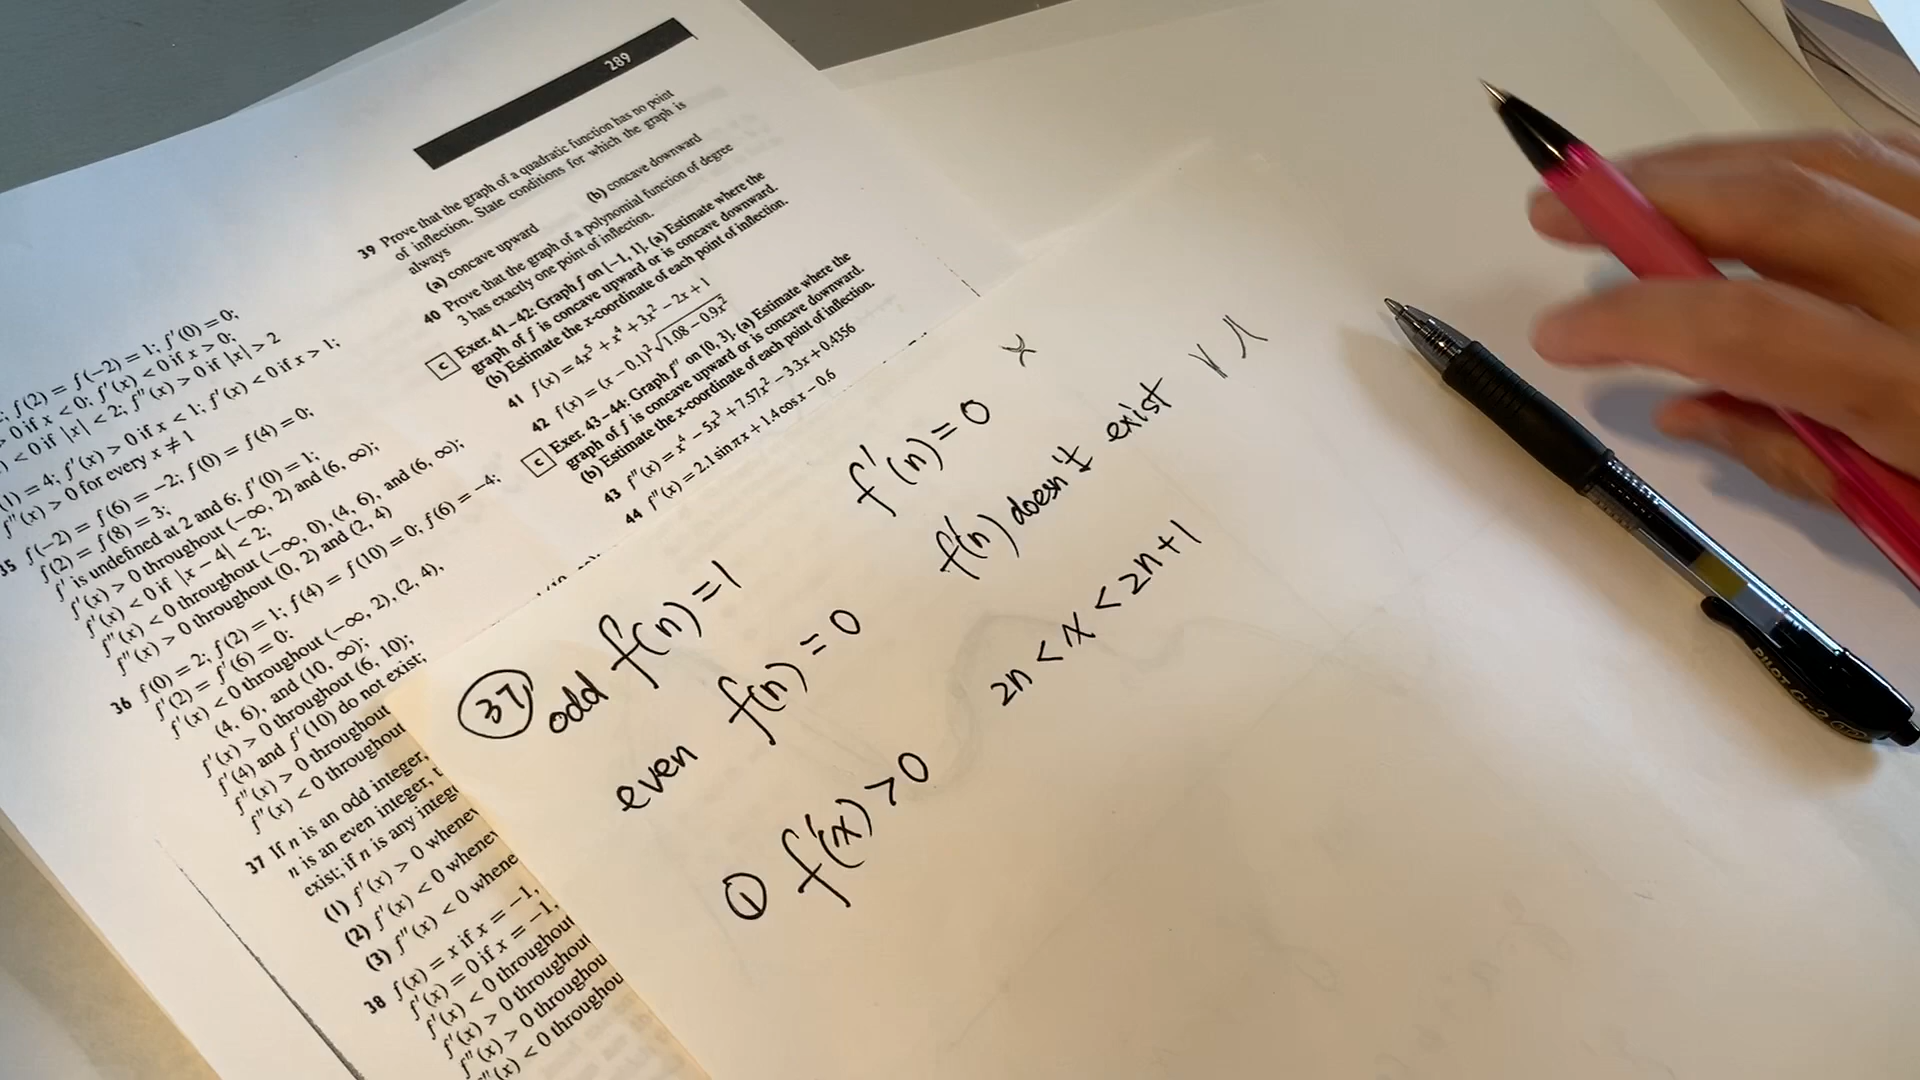 289
39 Prove that the graph of a quadratic function has no point
of inflection. State conditions for which the graph is
always
(a) concave upward (b) concave downward
40 Prove that the graph of a polynomial function of degree
3 has exactly one point of inflection.
c Exer. 41–42: Graph f on [−1, 1]. (a) Estimate where the
graph of f is concave upward or is concave downward.
(b) Estimate the x-coordinate of each point of inflection.
41 f(x) = 4x⁵ + x⁴ + 3x² − 2x + 1
42 f(x) = (x − 0.1)²√1.08 − 0.9x²
c Exer. 43–44: Graph f″ on [0, 3]. (a) Estimate where the
graph of f is concave upward or is concave downward.
(b) Estimate the x-coordinate of each point of inflection.
43 f″(x) = x⁴ − 5x³ + 7.57x² − 3.3x + 0.4356
44 f″(x) = 2.1 sin πx + 1.4 cos x − 0.6
; f(2) = f(−2) = 1; f′(0) = 0;
> 0 if x < 0; f′(x) < 0 if x > 0;
) < 0 if |x| < 2; f″(x) > 0 if |x| > 2
(1) = 4; f′(x) > 0 if x < 1; f′(x) < 0 if x > 1;
f″(x) > 0 for every x ≠ 1
35 f(−2) = f(6) = −2; f(0) = f(4) = 0;
f(2) = f(8) = 3;
f′ is undefined at 2 and 6; f′(0) = 1;
f′(x) > 0 throughout (−∞, 2) and (6, ∞);
f′(x) < 0 if |x − 4| < 2;
f″(x) < 0 throughout (−∞, 0), (4, 6), and (6, ∞);
f″(x) > 0 throughout (0, 2) and (2, 4)
36 f(0) = 2; f(2) = 1; f(4) = f(10) = 0; f(6) = −4;
f′(2) = f′(6) = 0;
f′(x) < 0 throughout (−∞, 2), (2, 4),
(4, 6), and (10, ∞);
f′(x) > 0 throughout (6, 10);
f′(4) and f′(10) do not exist;
f″(x) > 0 throughout
f″(x) < 0 throughout
37 If n is an odd integer,
n is an even integer,
exist; if n is any
(1) f′(x) > 0
(2) f′(x) < 0
(3) f″(x) < 0
38 f(x) = x if x = −1,
f′(x) = 0 if x = −1,
f′(x) < 0 throughout
f′(x) > 0 throughout
f″(x) > 0 throughout
f″(x) < 0
37 odd f(n) = 1 f′(n) = 0 x
even f(n) = 0 f′(n) doesn't exist
① f′(x) > 0 2n < x < 2n+1
PILOT G-2